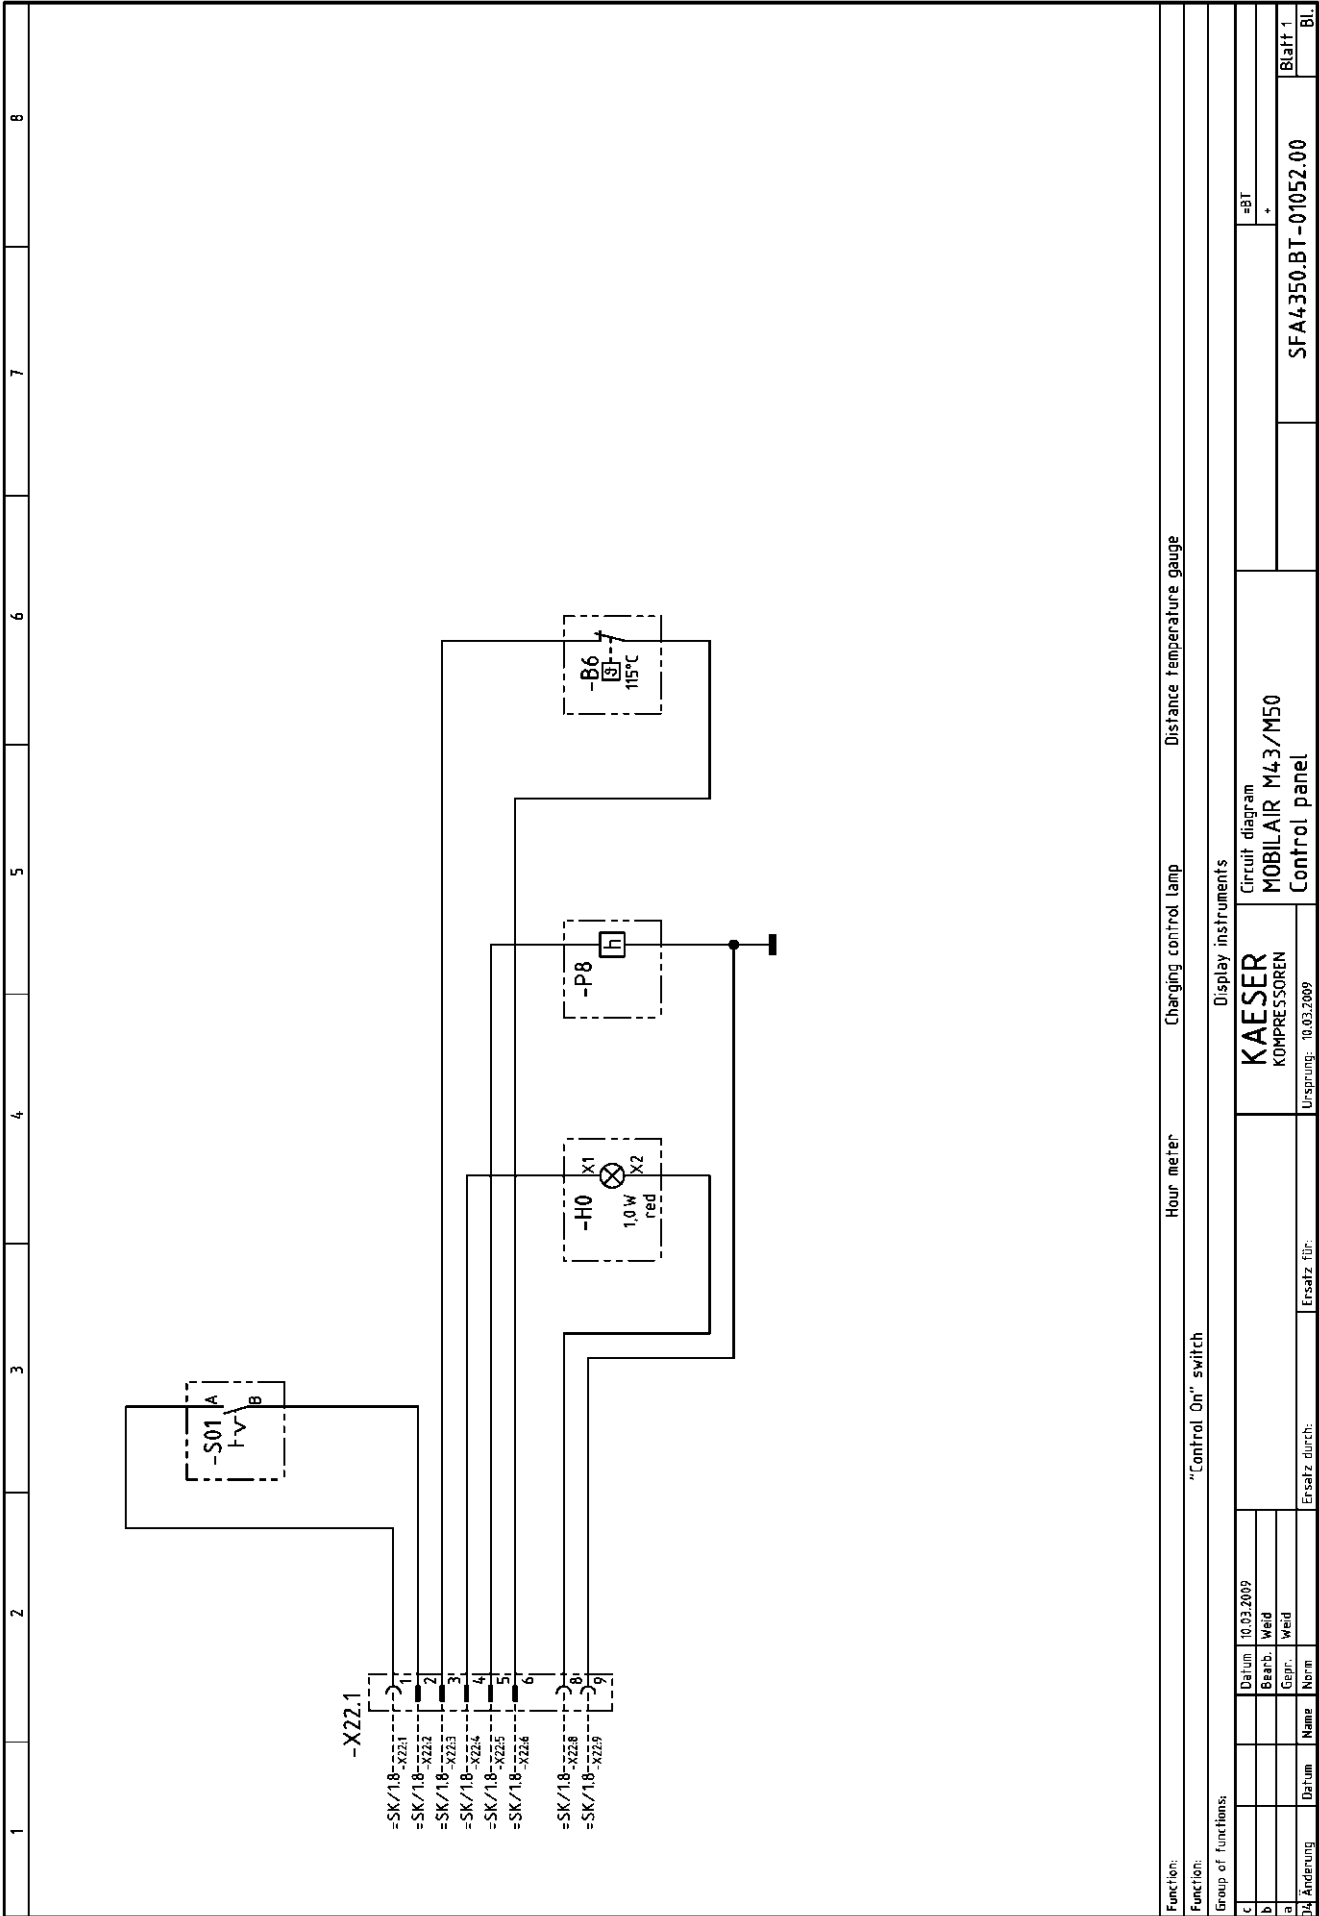 1
2
3
4
5
6
7
8
-X22.1
=SK/1.8
-X22:1
1
=SK/1.8
-X22:2
2
=SK/1.8
-X22:3
3
=SK/1.8
-X22:4
4
=SK/1.8
-X22:5
5
=SK/1.8
-X22:6
6
=SK/1.8
-X22:8
8
=SK/1.8
-X22:9
9
-S01
A
B
-H0
X1
X2
1,0 W
red
-P8
h
-B6
ϑ
115°C
Function: Hour meter Charging control lamp Distance temperature gauge
Function: "Control On" switch
Group of functions: Display instruments
c
b
a
Änderung Datum Name Norm
Datum 10.03.2009
Bearb. Weid
Gepr. Weid
Ersatz durch: Ersatz für: Ursprung: 10.03.2009
KAESER
KOMPRESSOREN
Circuit diagram
MOBILAIR M43/M50
Control panel
=BT
+
SFA4350.BT-01052.00
Blatt 1
Bl.